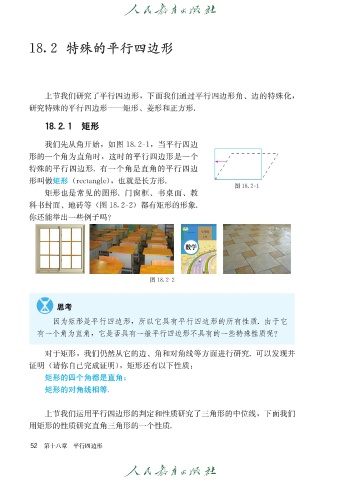 人民教育出版社
18.2 特殊的平行四边形
上节我们研究了平行四边形，下面我们通过平行四边形角、边的特殊化，
研究特殊的平行四边形——矩形、菱形和正方形.
18.2.1 矩形
我们先从角开始，如图 18.2-1，当平行四边
形的一个角为直角时，这时的平行四边形是一个
特殊的平行四边形. 有一个角是直角的平行四边
形叫做矩形（rectangle），也就是长方形.
图 18.2-1
矩形也是常见的图形. 门窗框、书桌面、教
科书封面、地砖等（图 18.2-2）都有矩形的形象.
你还能举出一些例子吗？
数学
图 18.2-2
思考
因为矩形是平行四边形，所以它具有平行四边形的所有性质. 由于它
有一个角为直角，它是否具有一般平行四边形不具有的一些特殊性质呢？
对于矩形，我们仍然从它的边、角和对角线等方面进行研究. 可以发现并
证明（请你自己完成证明），矩形还有以下性质：
矩形的四个角都是直角；
矩形的对角线相等.
上节我们运用平行四边形的判定和性质研究了三角形的中位线，下面我们
用矩形的性质研究直角三角形的一个性质.
52 第十八章 平行四边形
人民教育出版社